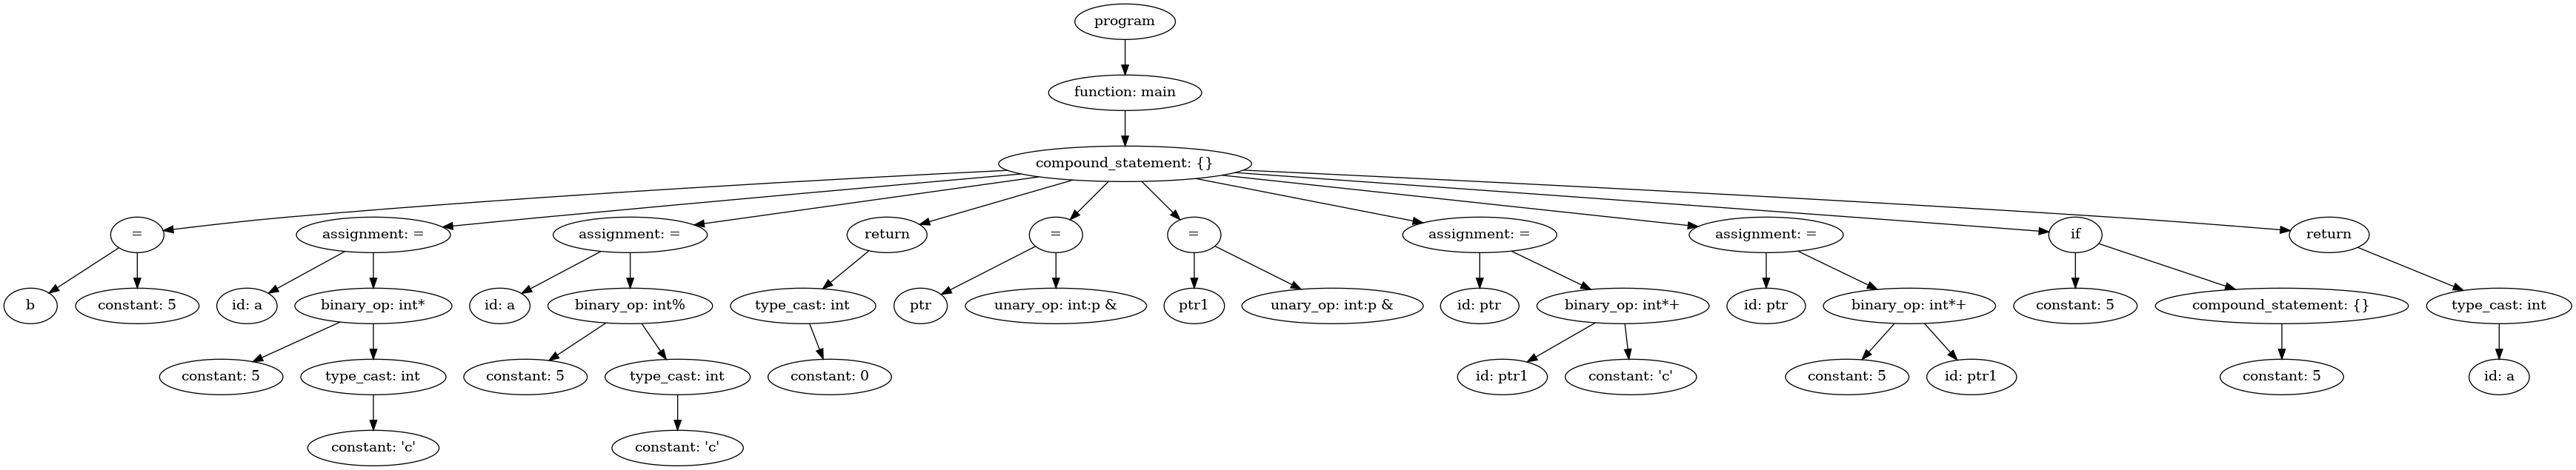 program
function: main
compound_statement: {}
= assignment: = assignment: = return = = assignment: = assignment: = if return
b constant: 5 id: a binary_op: int* id: a binary_op: int% type_cast: int ptr unary_op: int:p & ptr1 unary_op: int:p & id: ptr binary_op: int*+ id: ptr binary_op: int*+ constant: 5 compound_statement: {} type_cast: int
constant: 5 type_cast: int constant: 5 type_cast: int constant: 0 id: ptr1 constant: 'c' constant: 5 id: ptr1 constant: 5 id: a
constant: 'c' constant: 'c'